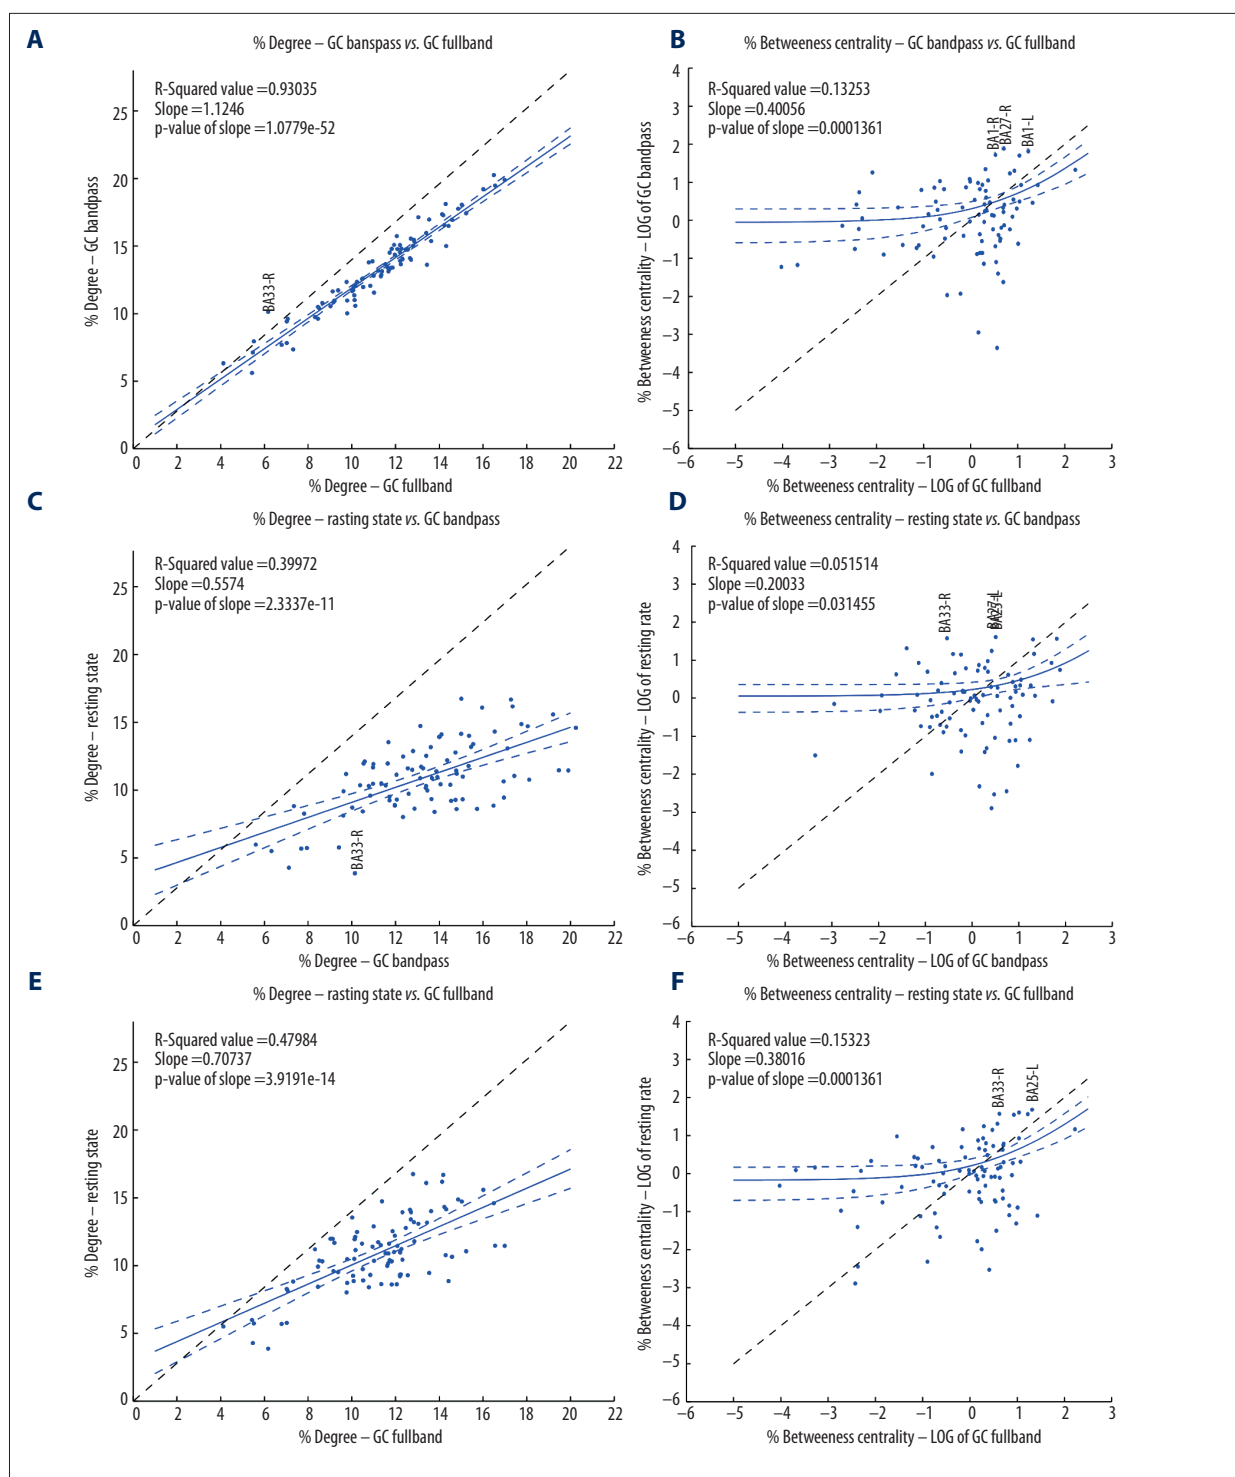 A
% Degree – GC banspass vs. GC fullband
R-Squared value =0.93035
Slope =1.1246
p-value of slope =1.0779e-52
BA33-R
% Degree – GC bandpass
25
20
15
10
5
0
0 2 4 6 8 10 12 14 16 18 20 22
% Degree – GC fullband
B
% Betweeness centrality – GC bandpass vs. GC fullband
R-Squared value =0.13253
Slope =0.40056
p-value of slope =0.0001361
BA1-R
BA27-R
BA1-L
% Betweeness centrality – LOG of GC bandpass
4
3
2
1
0
−1
−2
−3
−4
−5
−6
−6 −5 −4 −3 −2 −1 0 1 2 3
% Betweeness centrality – LOG of GC fullband
C
% Degree – rasting state vs. GC bandpass
R-Squared value =0.39972
Slope =0.5574
p-value of slope =2.3337e-11
BA33-R
% Degree – resting state
25
20
15
10
5
0
0 2 4 6 8 10 12 14 16 18 20 22
% Degree – GC bandpass
D
% Betweeness centrality – resting state vs. GC bandpass
R-Squared value =0.051514
Slope =0.20033
p-value of slope =0.031455
BA33-R
% Betweeness centrality – LOG of resting rate
4
3
2
1
0
−1
−2
−3
−4
−5
−6
−6 −5 −4 −3 −2 −1 0 1 2 3
% Betweeness centrality – LOG of GC bandpass
E
% Degree – rasting state vs. GC fullband
R-Squared value =0.47984
Slope =0.70737
p-value of slope =3.9191e-14
% Degree – resting state
25
20
15
10
5
0
0 2 4 6 8 10 12 14 16 18 20 22
% Degree – GC fullband
F
% Betweeness centrality – resting state vs. GC fullband
R-Squared value =0.15323
Slope =0.38016
p-value of slope =0.0001361
BA33-R
BA25-L
% Betweeness centrality – LOG of resting rate
4
3
2
1
0
−1
−2
−3
−4
−5
−6
−6 −5 −4 −3 −2 −1 0 1 2 3
% Betweeness centrality – LOG of GC fullband